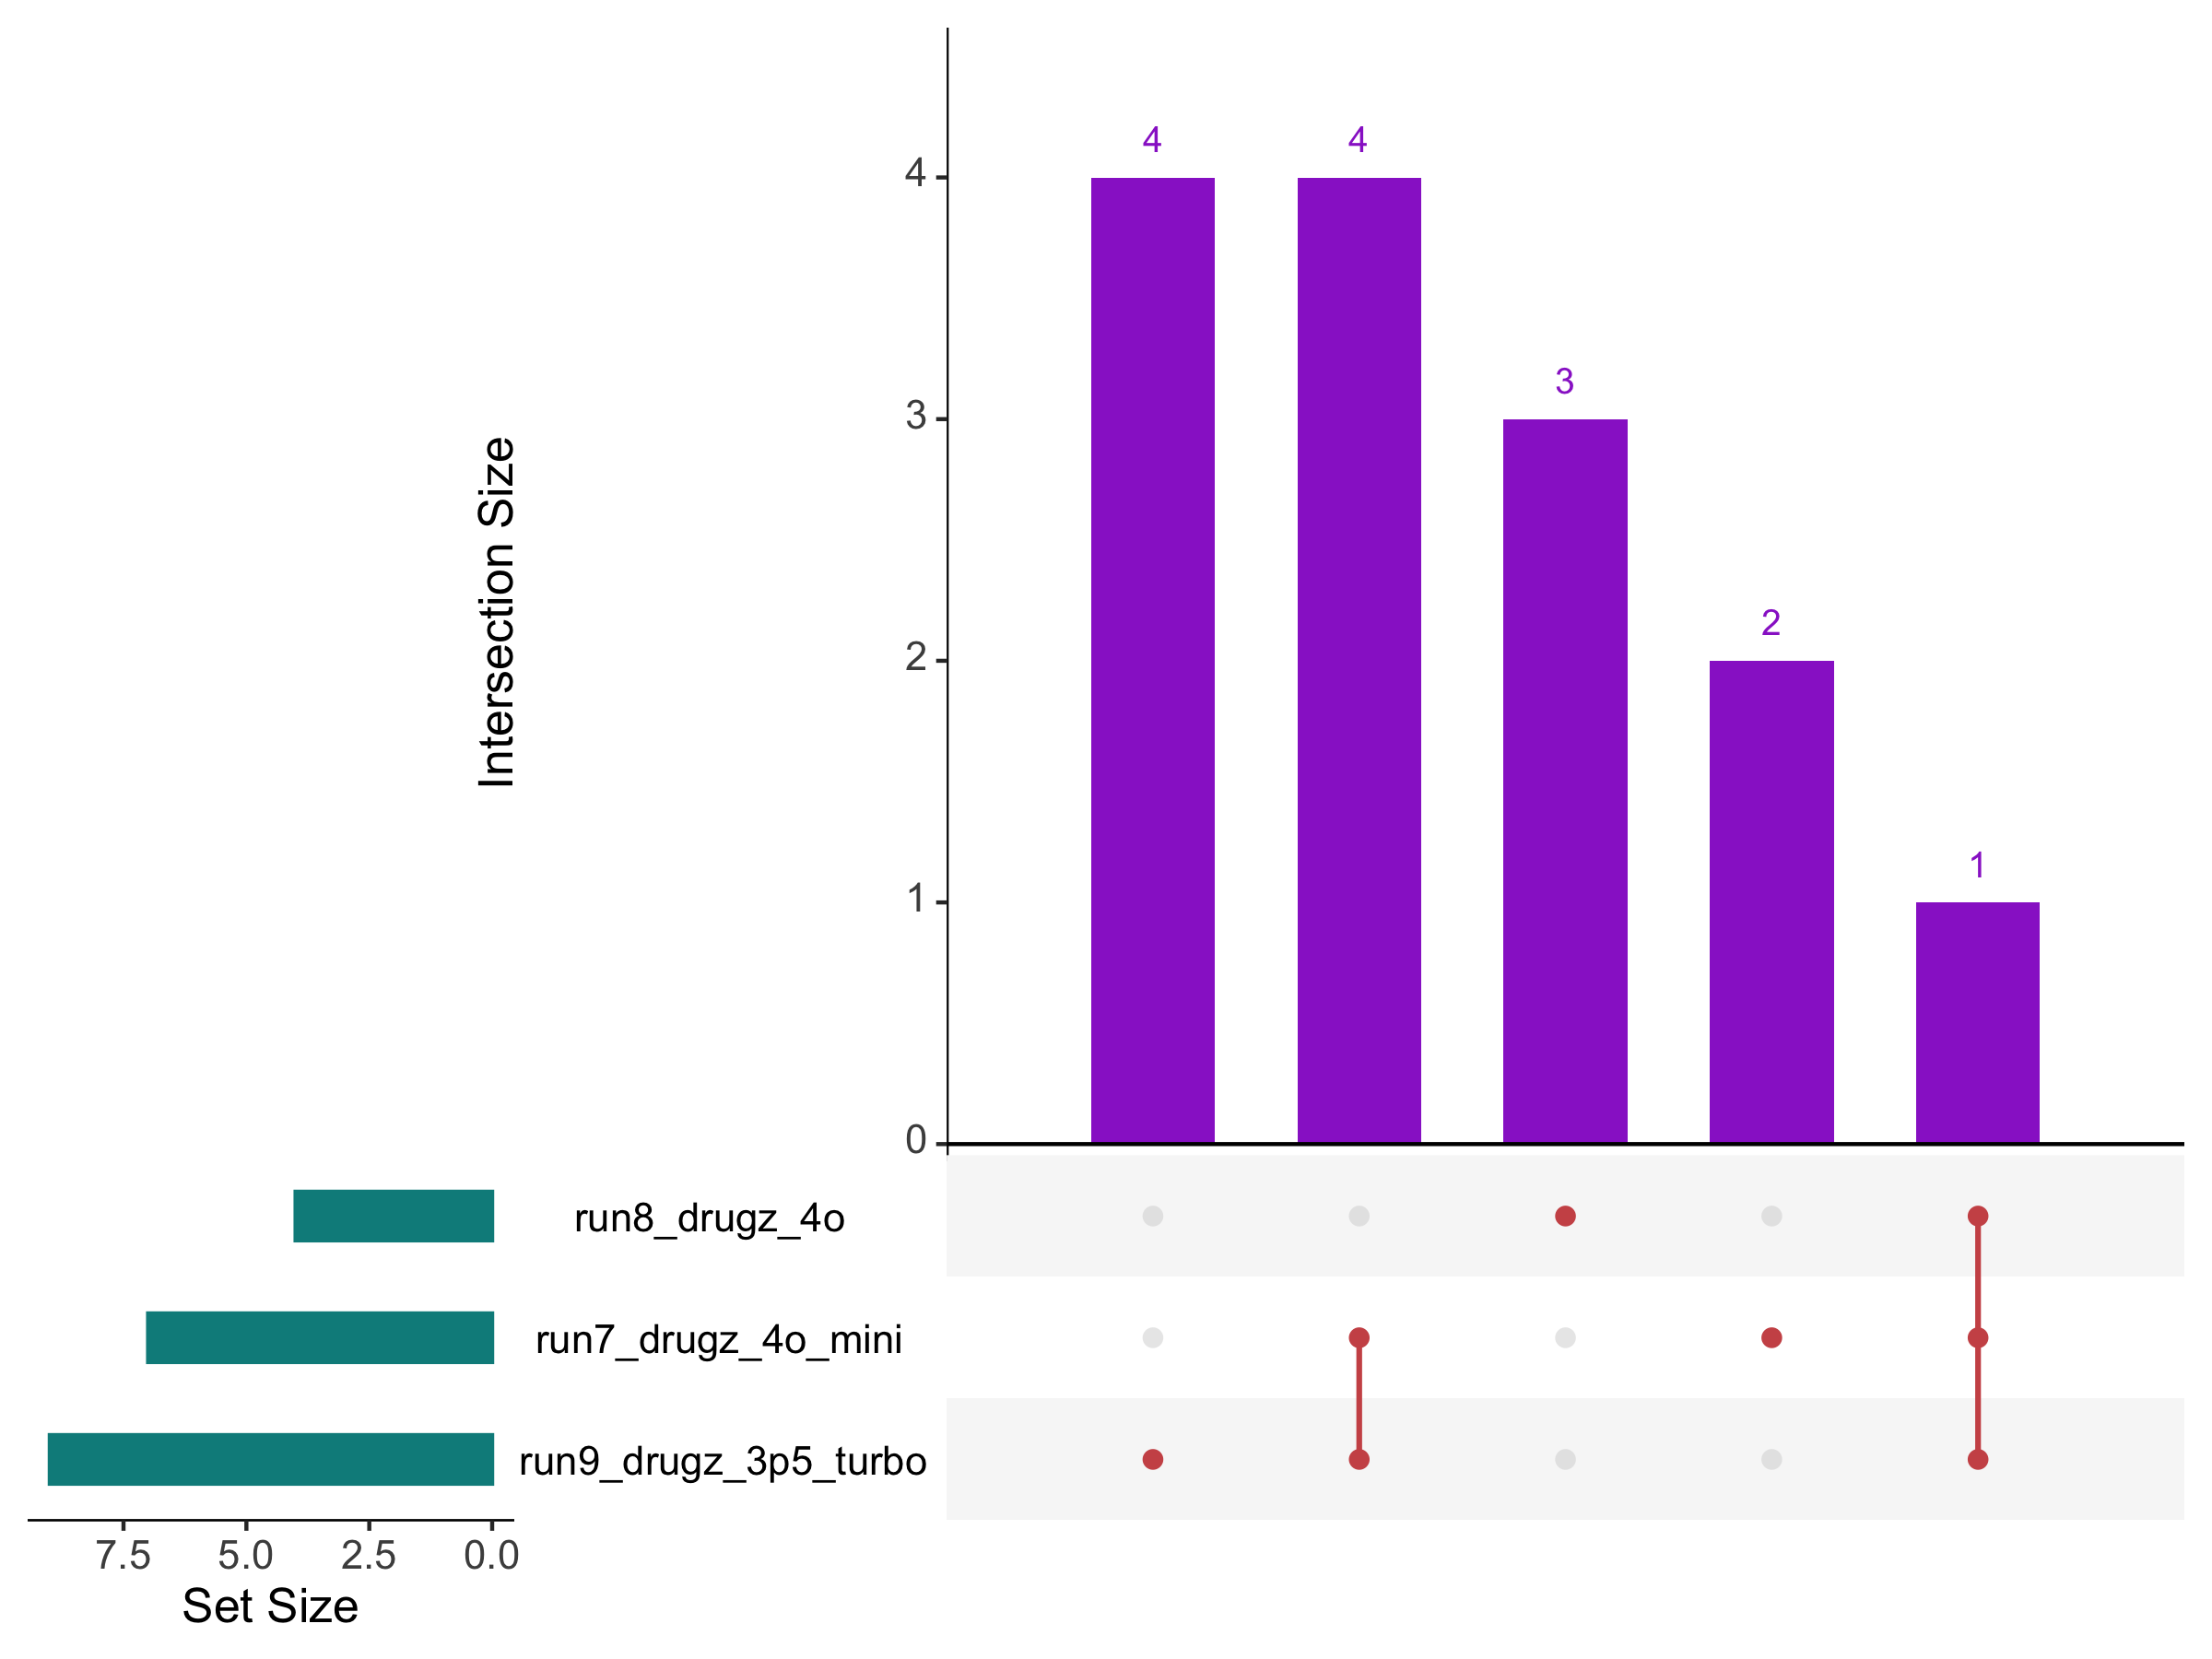 4 4
4
3
3
Intersection Size
2
2
1
1
0
run8_drugz_4o
run7_drugz_4o_mini
run9_drugz_3p5_turbo
7.5 5.0 2.5 0.0
Set Size